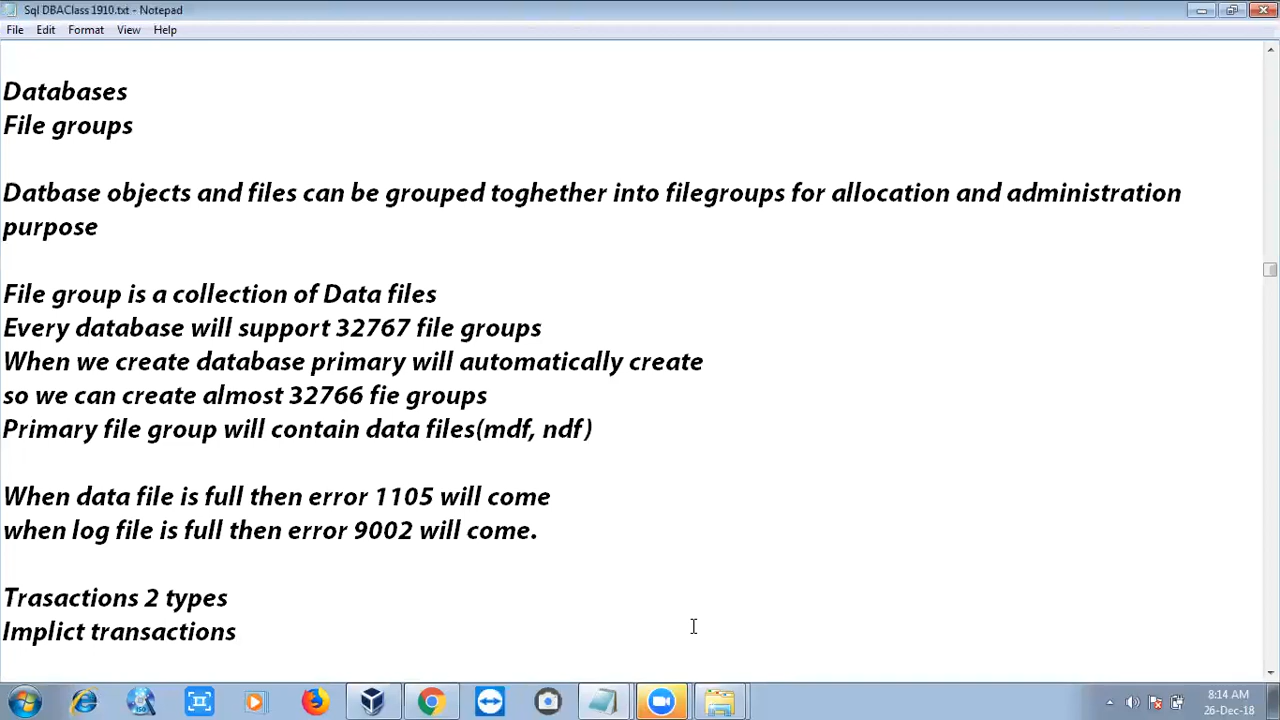 Sql DBAClass 1910.txt - Notepad
File Edit Format View Help
Databases
File groups
Datbase objects and files can be grouped toghether into filegroups for allocation and administration
purpose
File group is a collection of Data files
Every database will support 32767 file groups
When we create database primary will automatically create
so we can create almost 32766 fie groups
Primary file group will contain data files(mdf, ndf)
When data file is full then error 1105 will come
when log file is full then error 9002 will come.
Trasactions 2 types
Implict transactions
8:14 AM
26-Dec-18